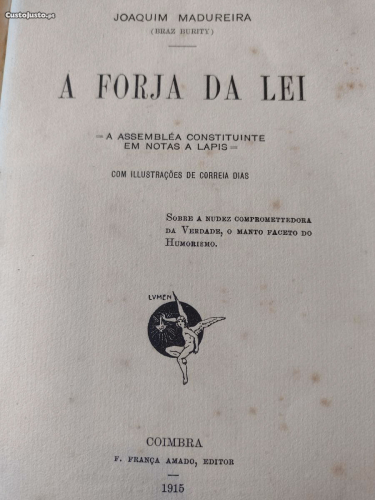 CustoJusto.pt
JOAQUIM MADUREIRA
(BRAZ BURITY)
A FORJA DA LEI
= A ASSEMBLÉA CONSTITUINTE
EM NOTAS A LAPIS =
COM ILLUSTRAÇÕES DE CORREIA DIAS
SOBRE A NUDEZ COMPROMETTEDORA
DA VERDADE, O MANTO FACETO DO
HUMORISMO.
LVMEN
COIMBRA
F. FRANÇA AMADO, EDITOR
1915